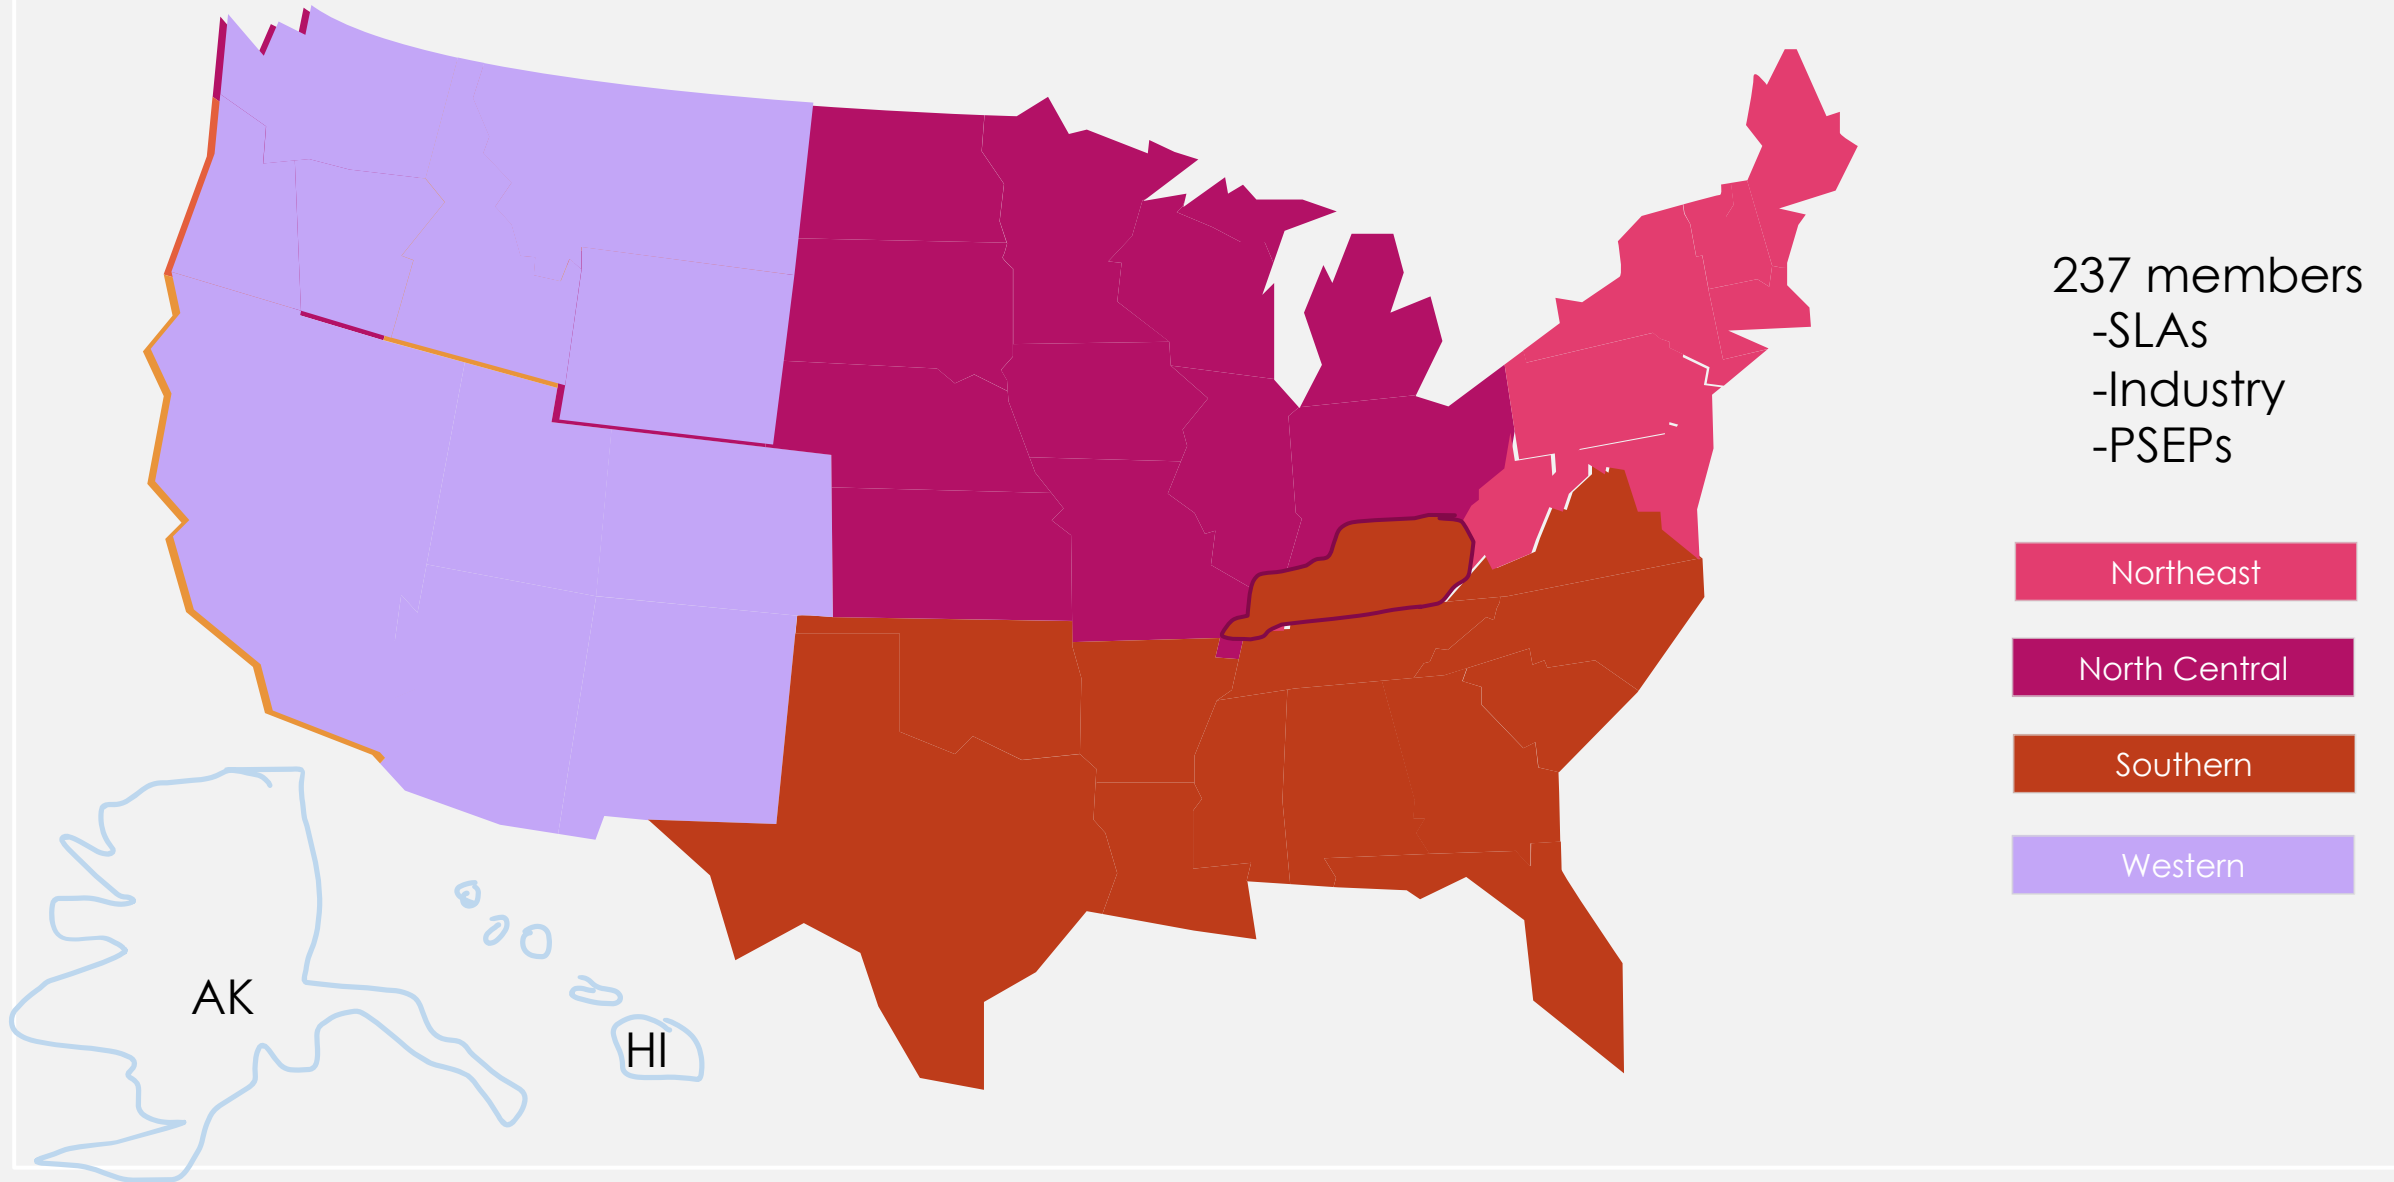 237 members
-SLAs
-Industry
-PSEPs
Northeast
North Central
Southern
Western
AK
HI